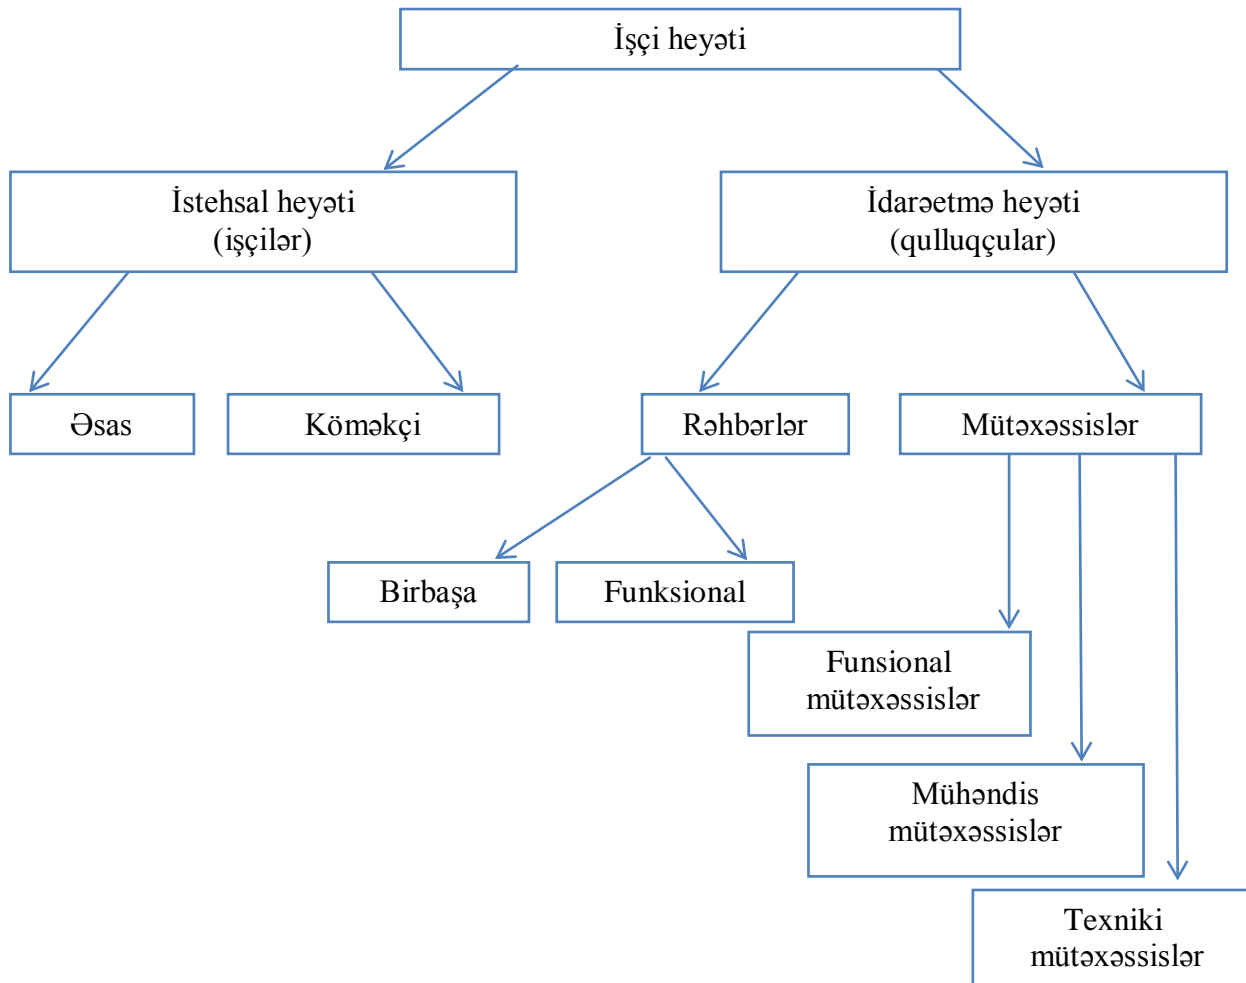 İşçi heyəti
İstehsal heyəti
(işçilər)
İdarəetmə heyəti
(qulluqçular)
Əsas
Köməkçi
Rəhbərlər
Mütəxəssislər
Birbaşa
Funksional
Funsional
mütəxəssislər
Mühəndis
mütəxəssislər
Texniki
mütəxəssislər